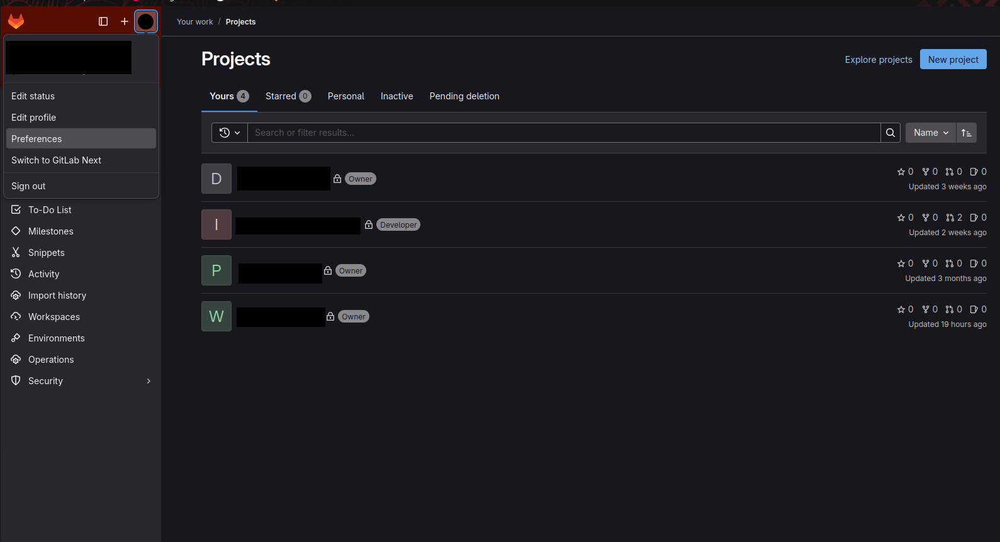 Your work / Projects
Edit status
Edit profile
Preferences
Switch to GitLab Next
Sign out
To-Do List
Milestones
Snippets
Activity
Import history
Workspaces
Environments
Operations
Security
Projects
Explore projects
New project
Yours 4
Starred 0
Personal
Inactive
Pending deletion
Search or filter results...
Name
D
Owner
0 0 0 0
Updated 3 weeks ago
I
Developer
0 0 2 0
Updated 2 weeks ago
P
Owner
0 0 0 0
Updated 3 months ago
W
Owner
0 0 0 0
Updated 19 hours ago